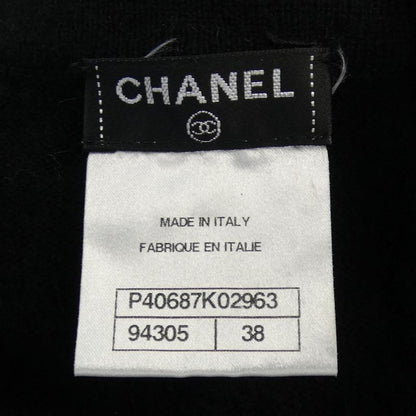 CHANEL
MADE IN ITALY
FABRIQUE EN ITALIE
P40687K02963
94305 38